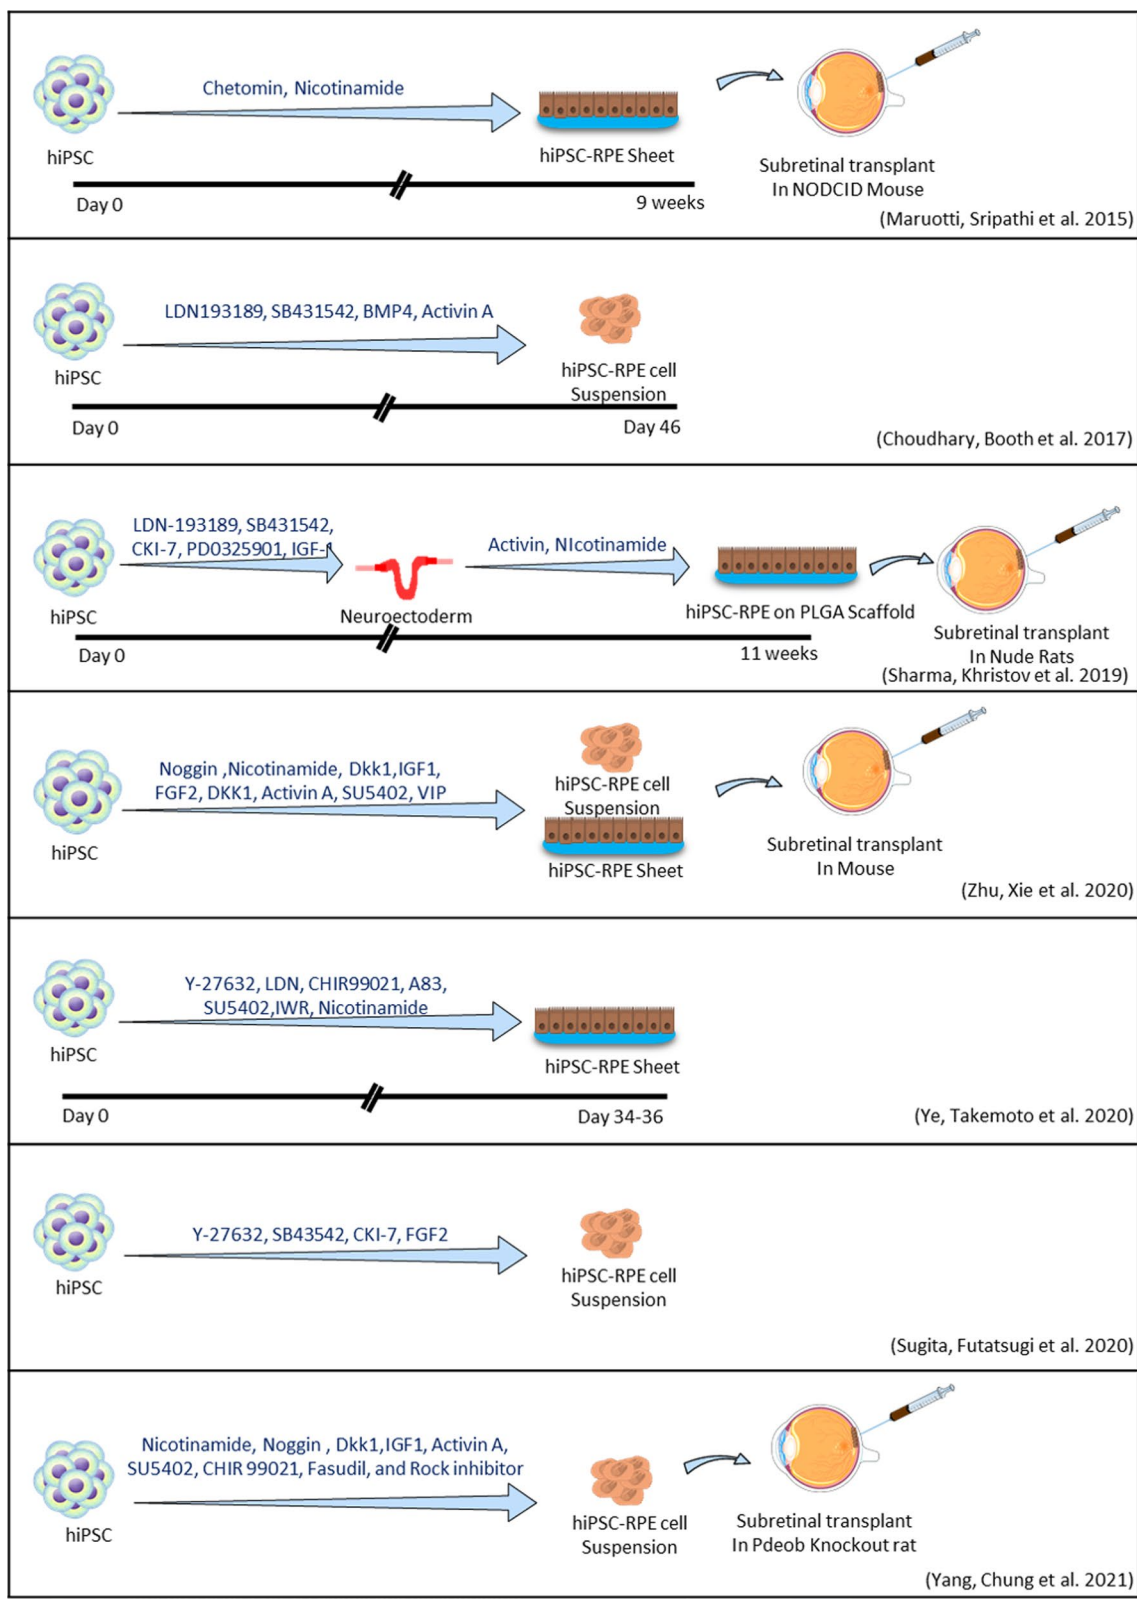 Chetomin, Nicotinamide
hiPSC
hiPSC-RPE Sheet
Subretinal transplant
In NODCID Mouse
Day 0
9 weeks
(Maruotti, Sripathi et al. 2015)
LDN193189, SB431542, BMP4, Activin A
hiPSC
hiPSC-RPE cell
Suspension
Day 0
Day 46
(Choudhary, Booth et al. 2017)
LDN-193189, SB431542,
CKI-7, PD0325901, IGF-1
Activin, NIcotinamide
hiPSC
Neuroectoderm
hiPSC-RPE on PLGA Scaffold
Subretinal transplant
In Nude Rats
Day 0
11 weeks
(Sharma, Khristov et al. 2019)
Noggin ,Nicotinamide, Dkk1,IGF1,
FGF2, DKK1, Activin A, SU5402, VIP
hiPSC
hiPSC-RPE cell
Suspension
hiPSC-RPE Sheet
Subretinal transplant
In Mouse
(Zhu, Xie et al. 2020)
Y-27632, LDN, CHIR99021, A83,
SU5402,IWR, Nicotinamide
hiPSC
hiPSC-RPE Sheet
Day 0
Day 34-36
(Ye, Takemoto et al. 2020)
Y-27632, SB43542, CKI-7, FGF2
hiPSC
hiPSC-RPE cell
Suspension
(Sugita, Futatsugi et al. 2020)
Nicotinamide, Noggin , Dkk1,IGF1, Activin A,
SU5402, CHIR 99021, Fasudil, and Rock inhibitor
hiPSC
hiPSC-RPE cell
Suspension
Subretinal transplant
In Pdeob Knockout rat
(Yang, Chung et al. 2021)